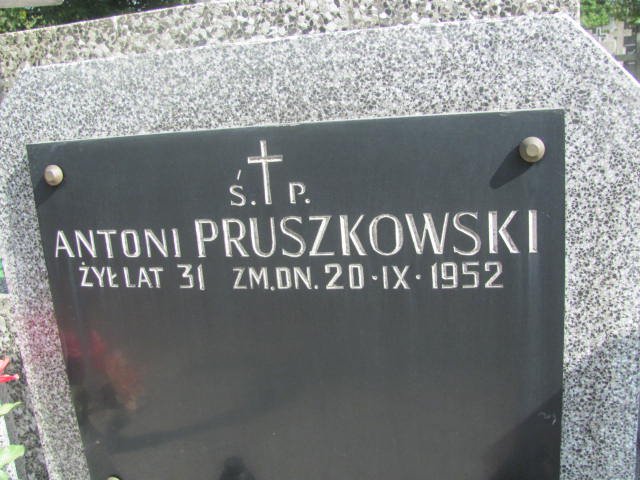 Ś. P.
ANTONI PRUSZKOWSKI
ŻYŁ LAT 31 ZM.DN. 20·IX·1952